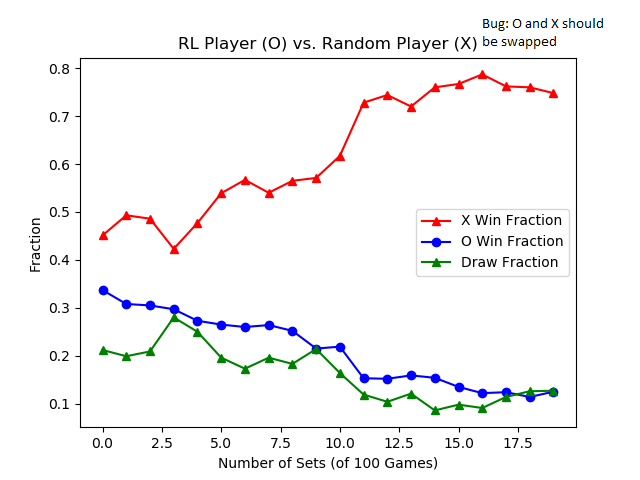 Bug: O and X should
be swapped
RL Player (O) vs. Random Player (X)
0.8
0.7
0.6
0.5
0.4
0.3
0.2
0.1
Fraction
X Win Fraction
O Win Fraction
Draw Fraction
0.0 2.5 5.0 7.5 10.0 12.5 15.0 17.5
Number of Sets (of 100 Games)